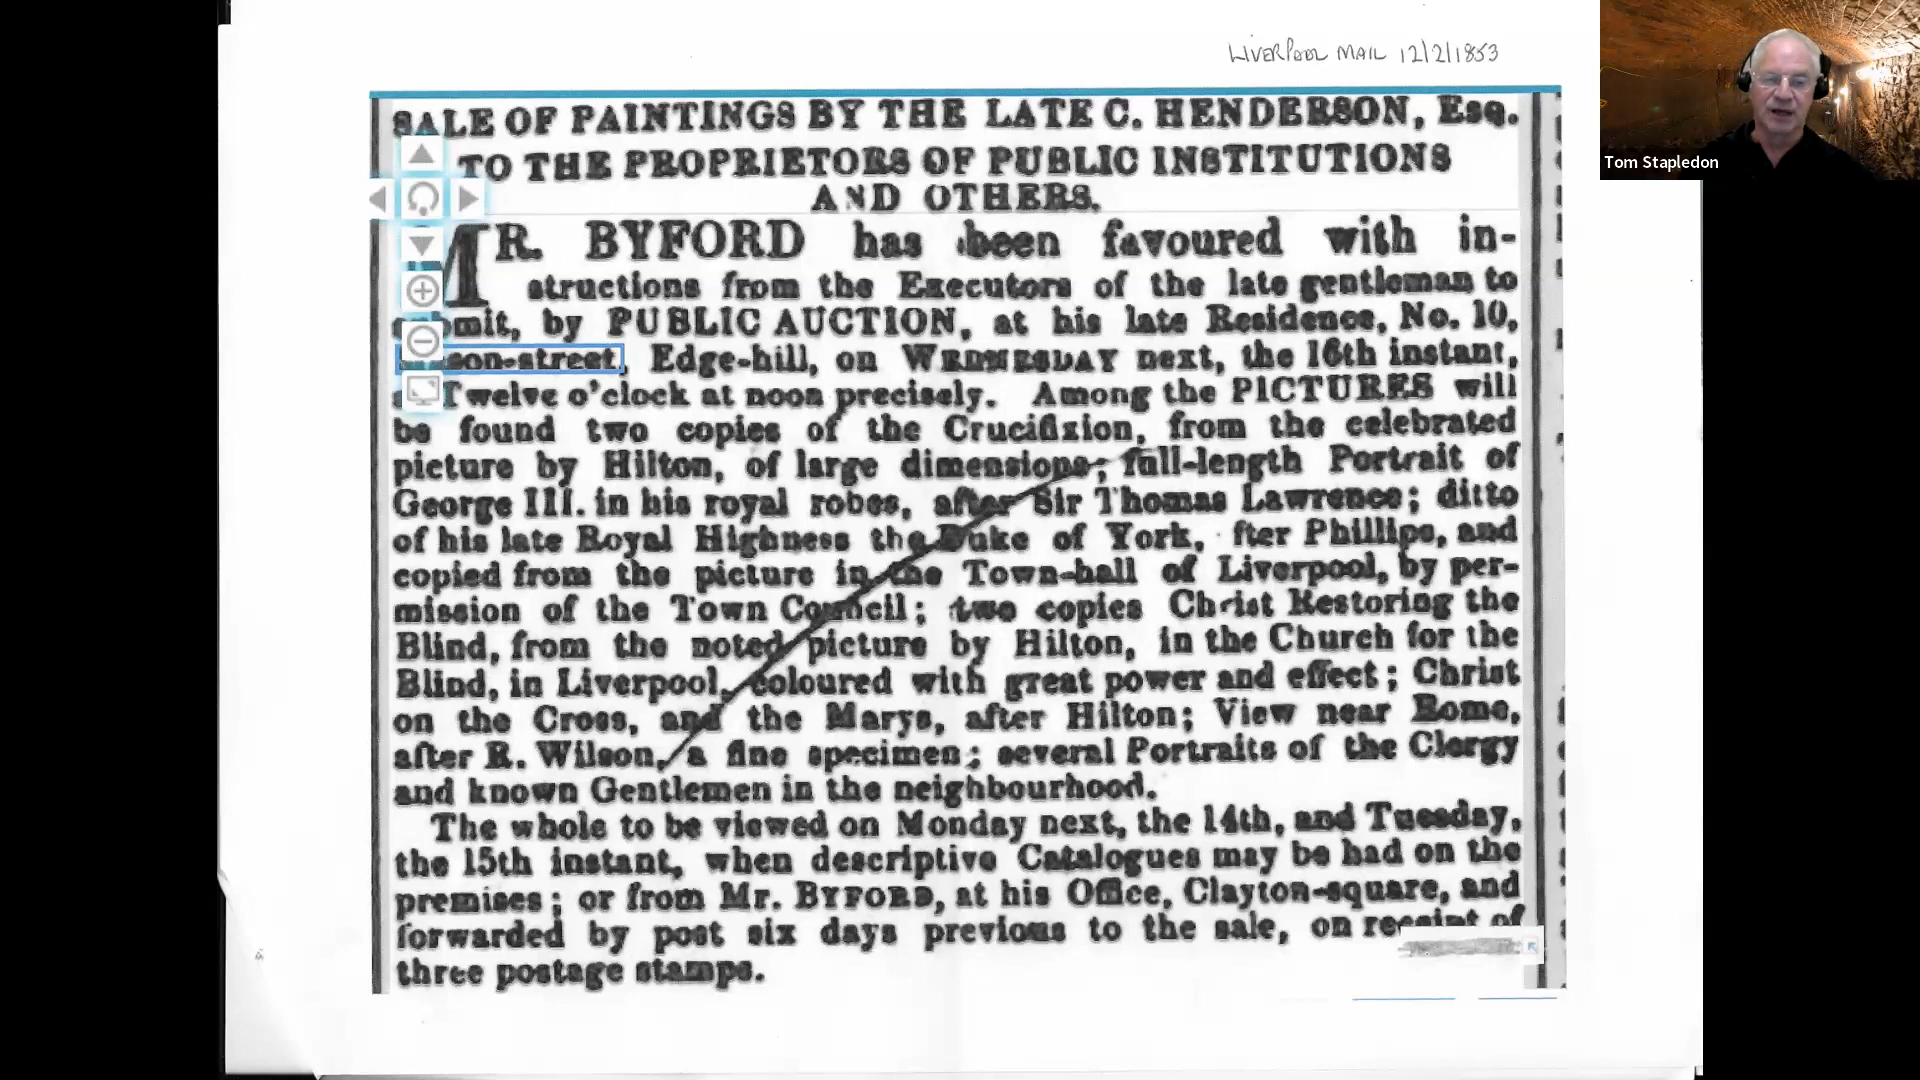 LIVERPOOL MAIL 12/2/1853
SALE OF PAINTINGS BY THE LATE C. HENDERSON, Esq.
TO THE PROPRIETORS OF PUBLIC INSTITUTIONS
AND OTHERS.
MR. BYFORD has been favoured with in-
structions from the Executors of the late gentleman to
submit, by PUBLIC AUCTION, at his late Residence, No. 10,
son-street, Edge-hill, on WEDNESDAY next, the 16th instant,
Twelve o'clock at noon precisely. Among the PICTURES will
be found two copies of the Crucifixion, from the celebrated
picture by Hilton, of large dimensions; full-length Portrait of
George III. in his royal robes, after Sir Thomas Lawrence; ditto
of his late Royal Highness the Duke of York, fter Phillips, and
copied from the picture in the Town-hall of Liverpool, by per-
mission of the Town Council; two copies Christ Restoring the
Blind, from the noted picture by Hilton, in the Church for the
Blind, in Liverpool, coloured with great power and effect; Christ
on the Cross, and the Marys, after Hilton; View near Rome,
after R. Wilson, a fine specimen; several Portraits of the Clergy
and known Gentlemen in the neighbourhood.
The whole to be viewed on Monday next, the 14th, and Tuesday,
the 15th instant, when descriptive Catalogues may be had on the
premises; or from Mr. BYFORD, at his Office, Clayton-square, and
forwarded by post six days previous to the sale, on receipt of
three postage stamps.
Tom Stapledon